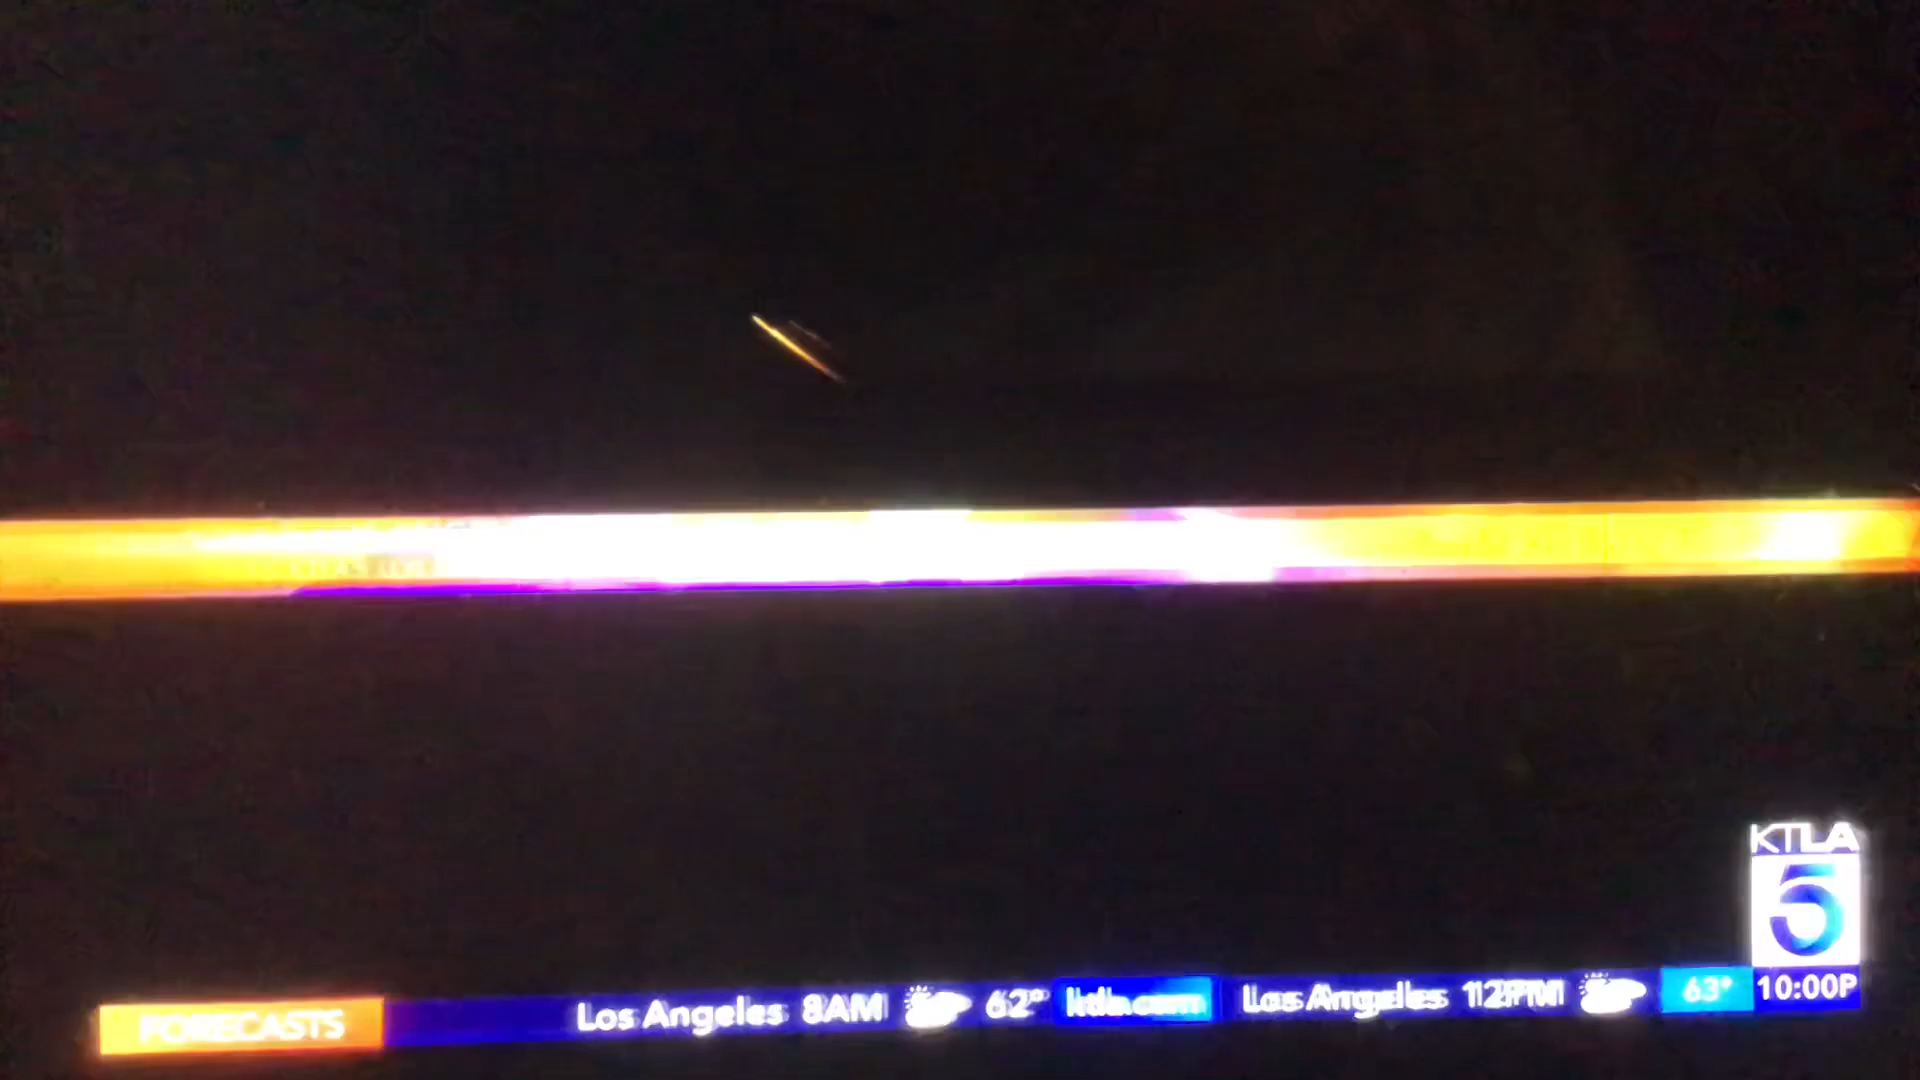 KTLA
5
10:00P
FORECASTS Los Angeles 8AM 62° ktla.com Los Angeles 12PM 63°